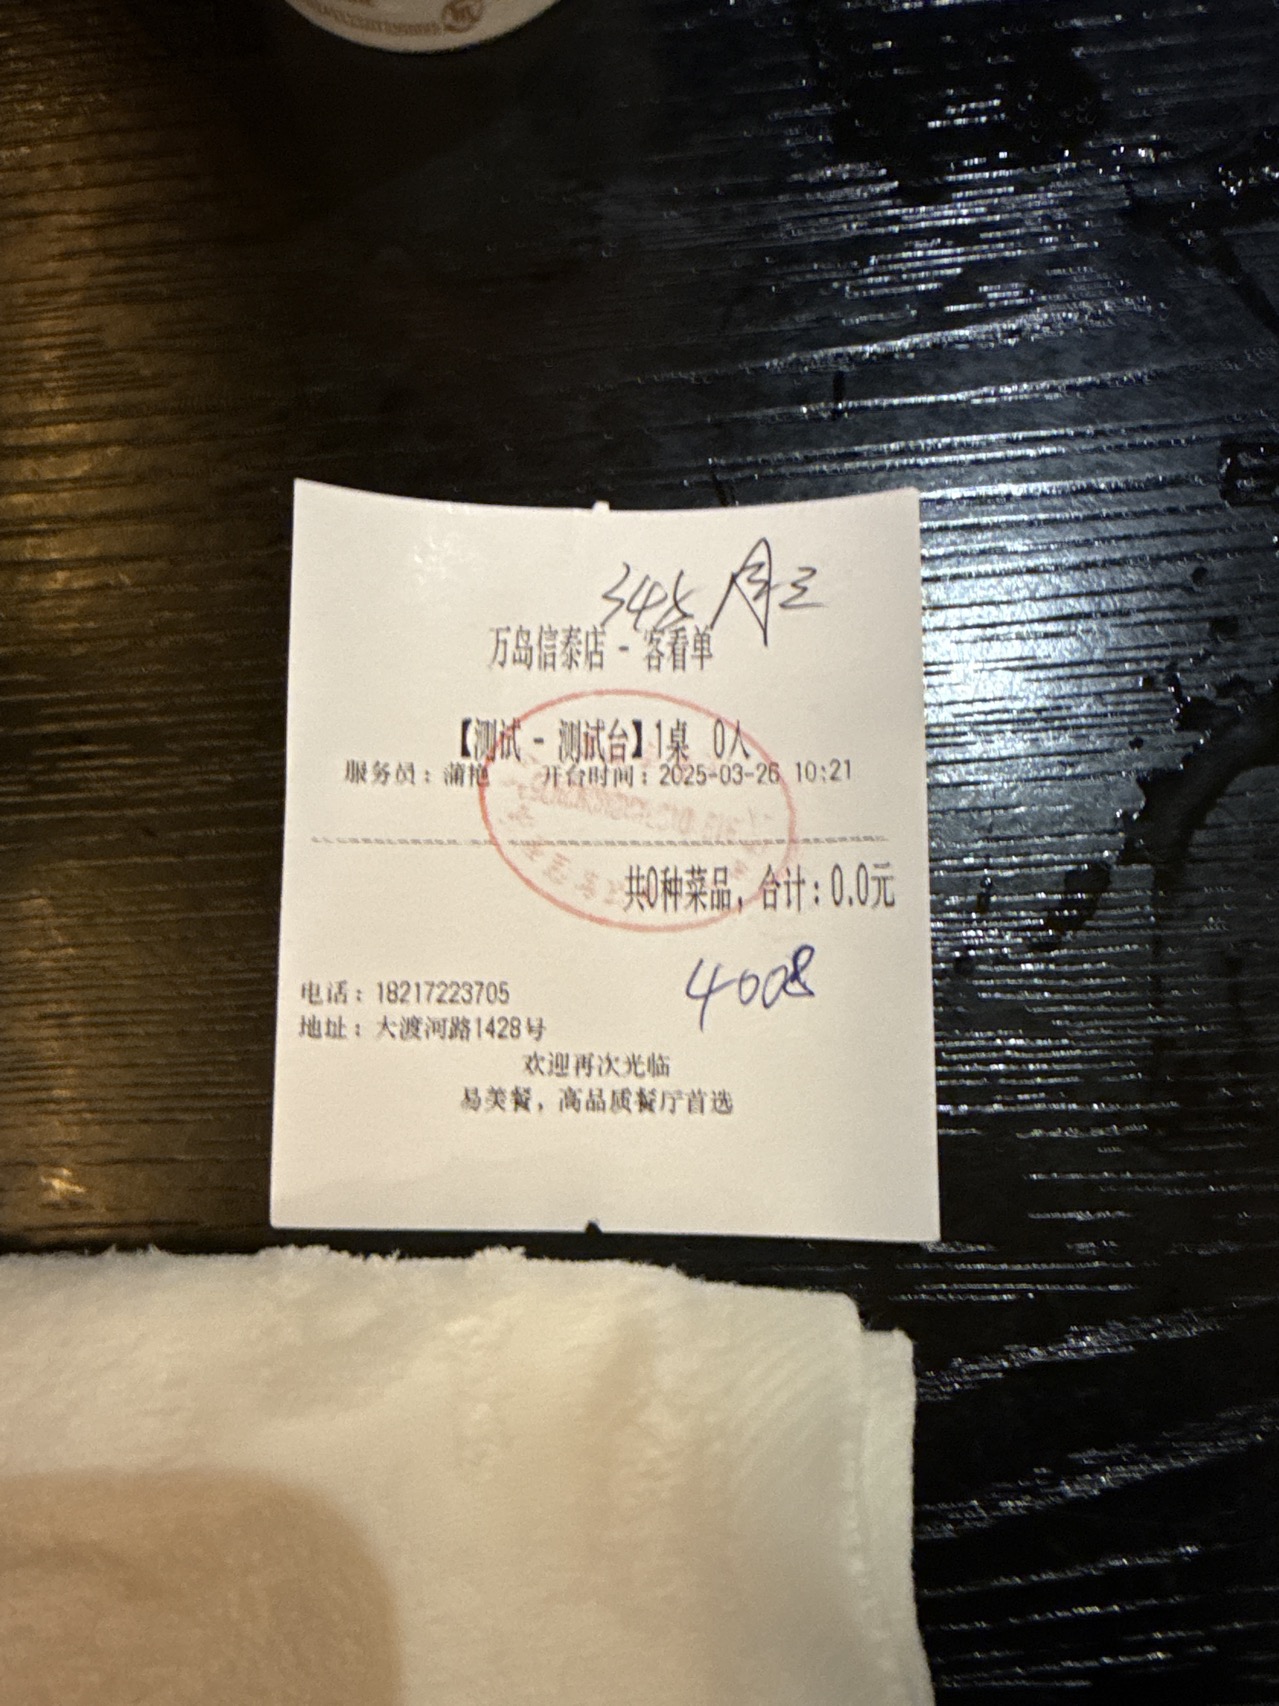 万岛信泰店 - 客看单
【测试 - 测试台】1桌 0人
服务员：蒲艳 开台时间：2025-03-26 10:21
共0种菜品，合计：0.0元
4008
电话：18217223705
地址：大渡河路1428号
欢迎再次光临
易美餐，高品质餐厅首选